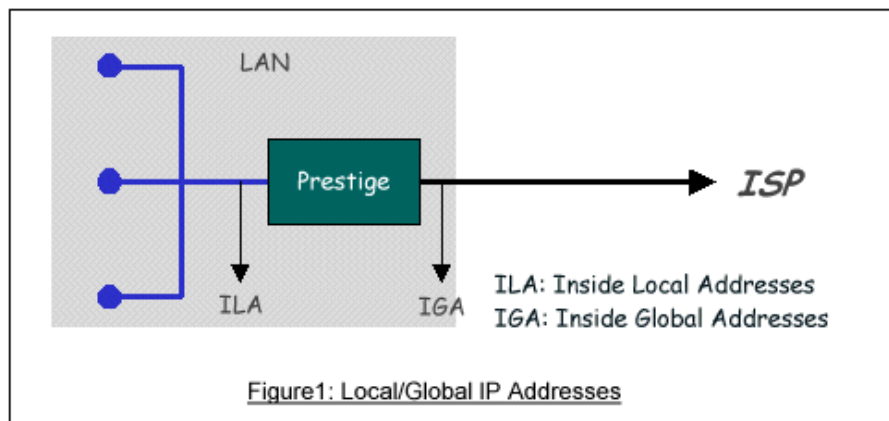 LAN
Prestige
ISP
ILA
IGA
ILA: Inside Local Addresses
IGA: Inside Global Addresses
Figure1: Local/Global IP Addresses